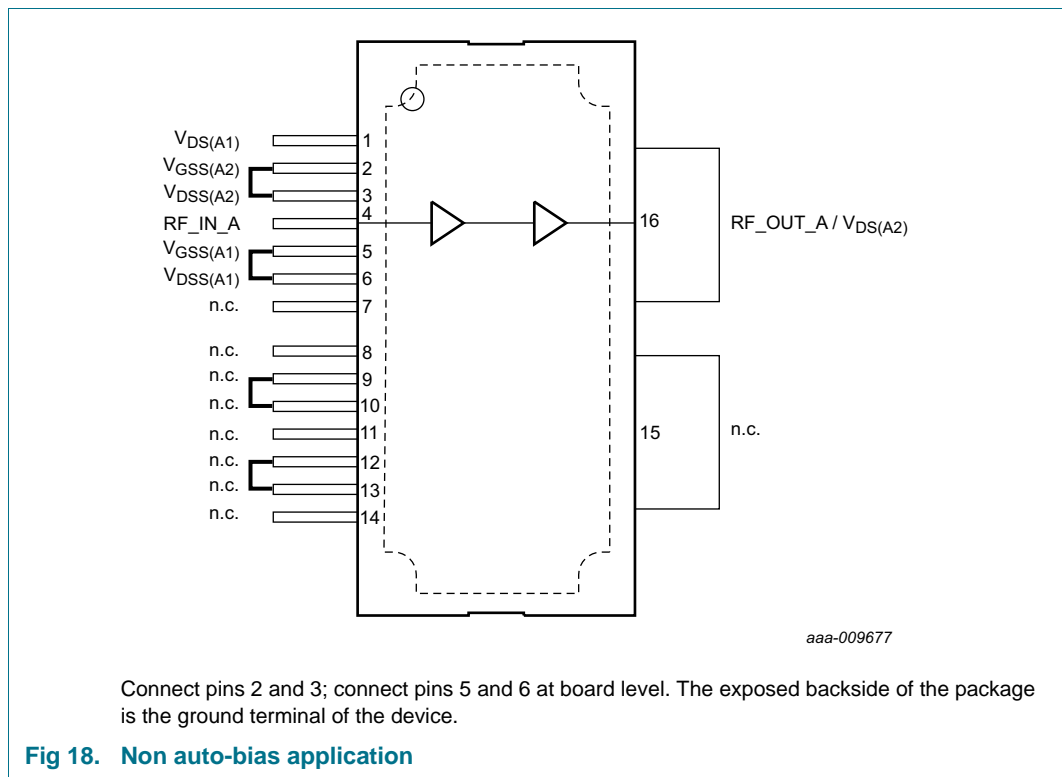 V_DS(A1) 1
V_GSS(A2) 2
V_DSS(A2) 3
RF_IN_A 4
V_GSS(A1) 5
V_DSS(A1) 6
n.c. 7
n.c. 8
n.c. 9
n.c. 10
n.c. 11
n.c. 12
n.c. 13
n.c. 14
16 RF_OUT_A / V_DS(A2)
15 n.c.
aaa-009677
Connect pins 2 and 3; connect pins 5 and 6 at board level. The exposed backside of the package
is the ground terminal of the device.
Fig 18. Non auto-bias application